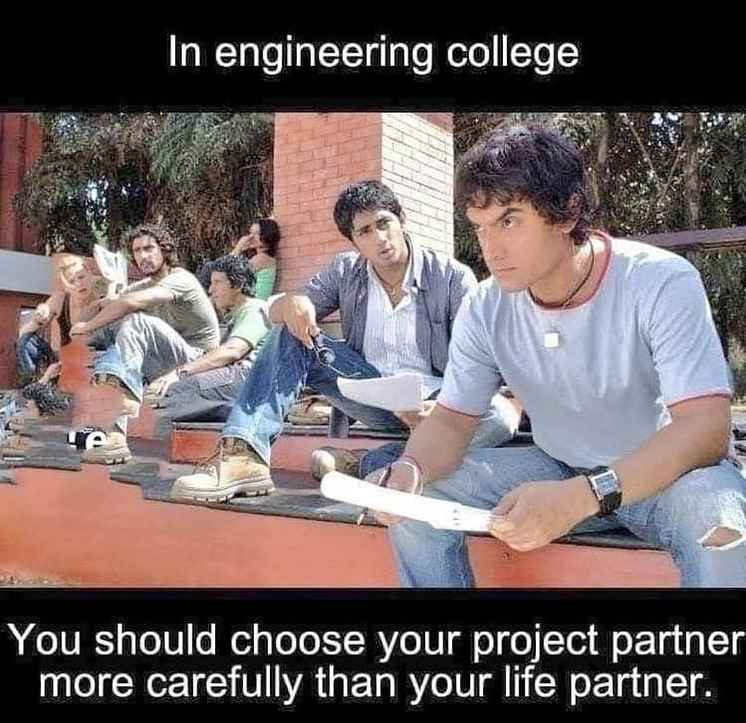 In engineering college
You should choose your project partner
more carefully than your life partner.